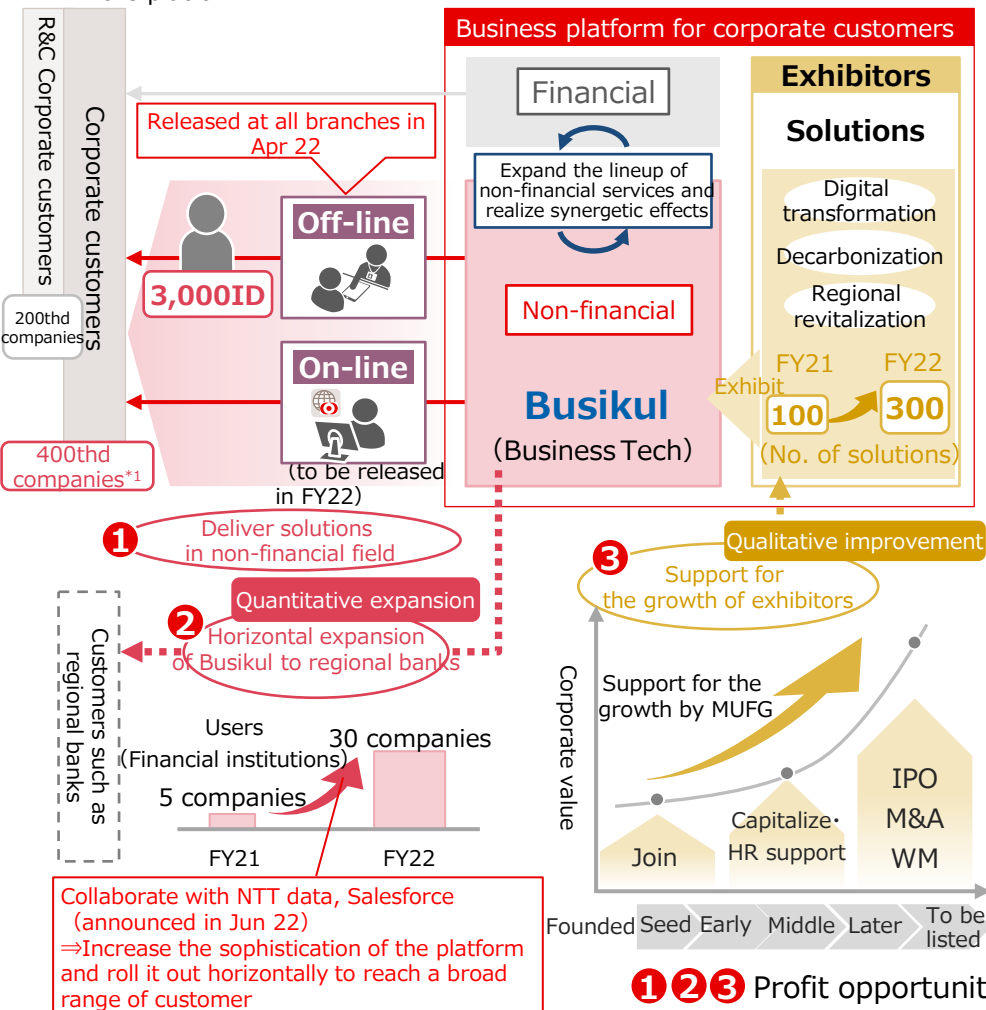 Business platform for corporate customers
R&C Corporate customers
Corporate customers
200thd
companies
400thd
companies*1
Released at all branches in
Apr 22
3,000ID
Off-line
On-line
(to be released
in FY22)
Financial
Expand the lineup of
non-financial services and
realize synergetic effects
Non-financial
Busikul
(Business Tech)
Exhibitors
Solutions
Digital
transformation
Decarbonization
Regional
revitalization
Exhibit
FY21
FY22
100
300
(No. of solutions)
1
Deliver solutions
in non-financial field
Quantitative expansion
2
Horizontal expansion
of Busikul to regional banks
Customers such as
regional banks
Users
(Financial institutions)
5 companies
30 companies
FY21
FY22
Collaborate with NTT data, Salesforce
(announced in Jun 22)
⇒Increase the sophistication of the platform
and roll it out horizontally to reach a broad
range of customer
Qualitative improvement
3
Support for
the growth of exhibitors
Corporate value
Support for the
growth by MUFG
Join
Capitalize・
HR support
IPO
M&A
WM
Founded
Seed
Early
Middle
Later
To be
listed
1 2 3 Profit opportunit